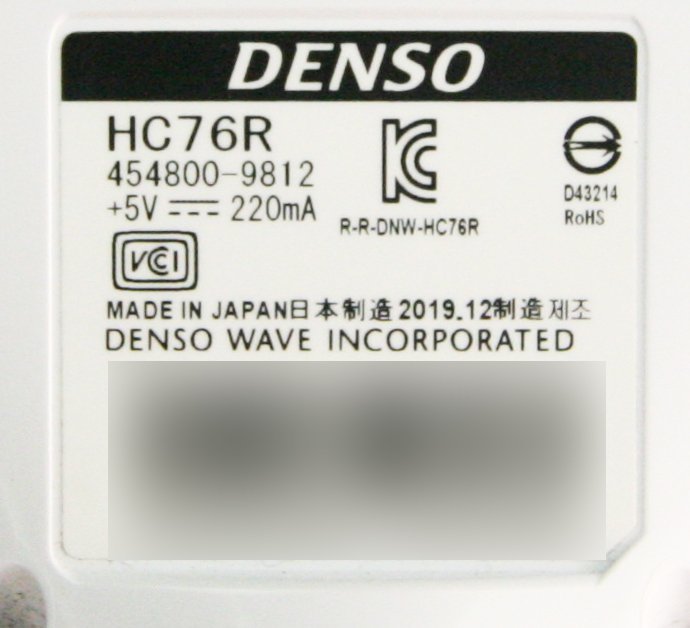 DENSO
HC76R
454800-9812
+5V ⎓ 220mA
R-R-DNW-HC76R
D43214
RoHS
VCCI
MADE IN JAPAN日本制造 2019.12制造 제조
DENSO WAVE INCORPORATED